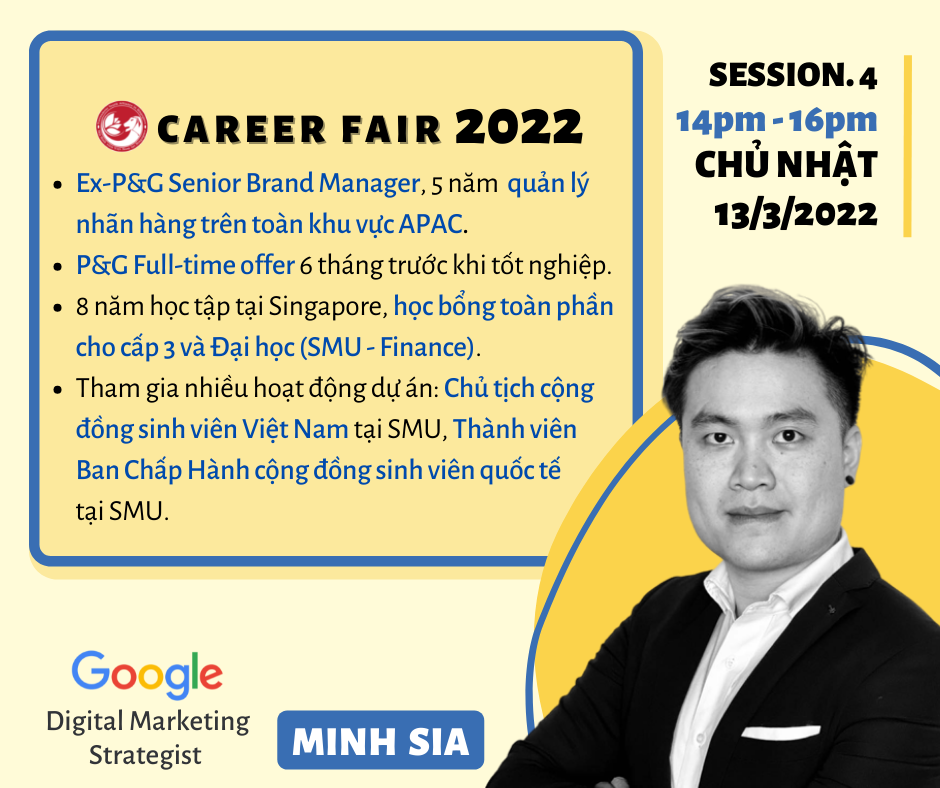 CAREER FAIR 2022
Ex-P&G Senior Brand Manager, 5 năm quản lý
nhãn hàng trên toàn khu vực APAC.
P&G Full-time offer 6 tháng trước khi tốt nghiệp.
8 năm học tập tại Singapore, học bổng toàn phần
cho cấp 3 và Đại học (SMU - Finance).
Tham gia nhiều hoạt động dự án: Chủ tịch cộng
đồng sinh viên Việt Nam tại SMU, Thành viên
Ban Chấp Hành cộng đồng sinh viên quốc tế
tại SMU.
SESSION. 4
14pm - 16pm
CHỦ NHẬT
13/3/2022
Google
Digital Marketing
Strategist
MINH SIA